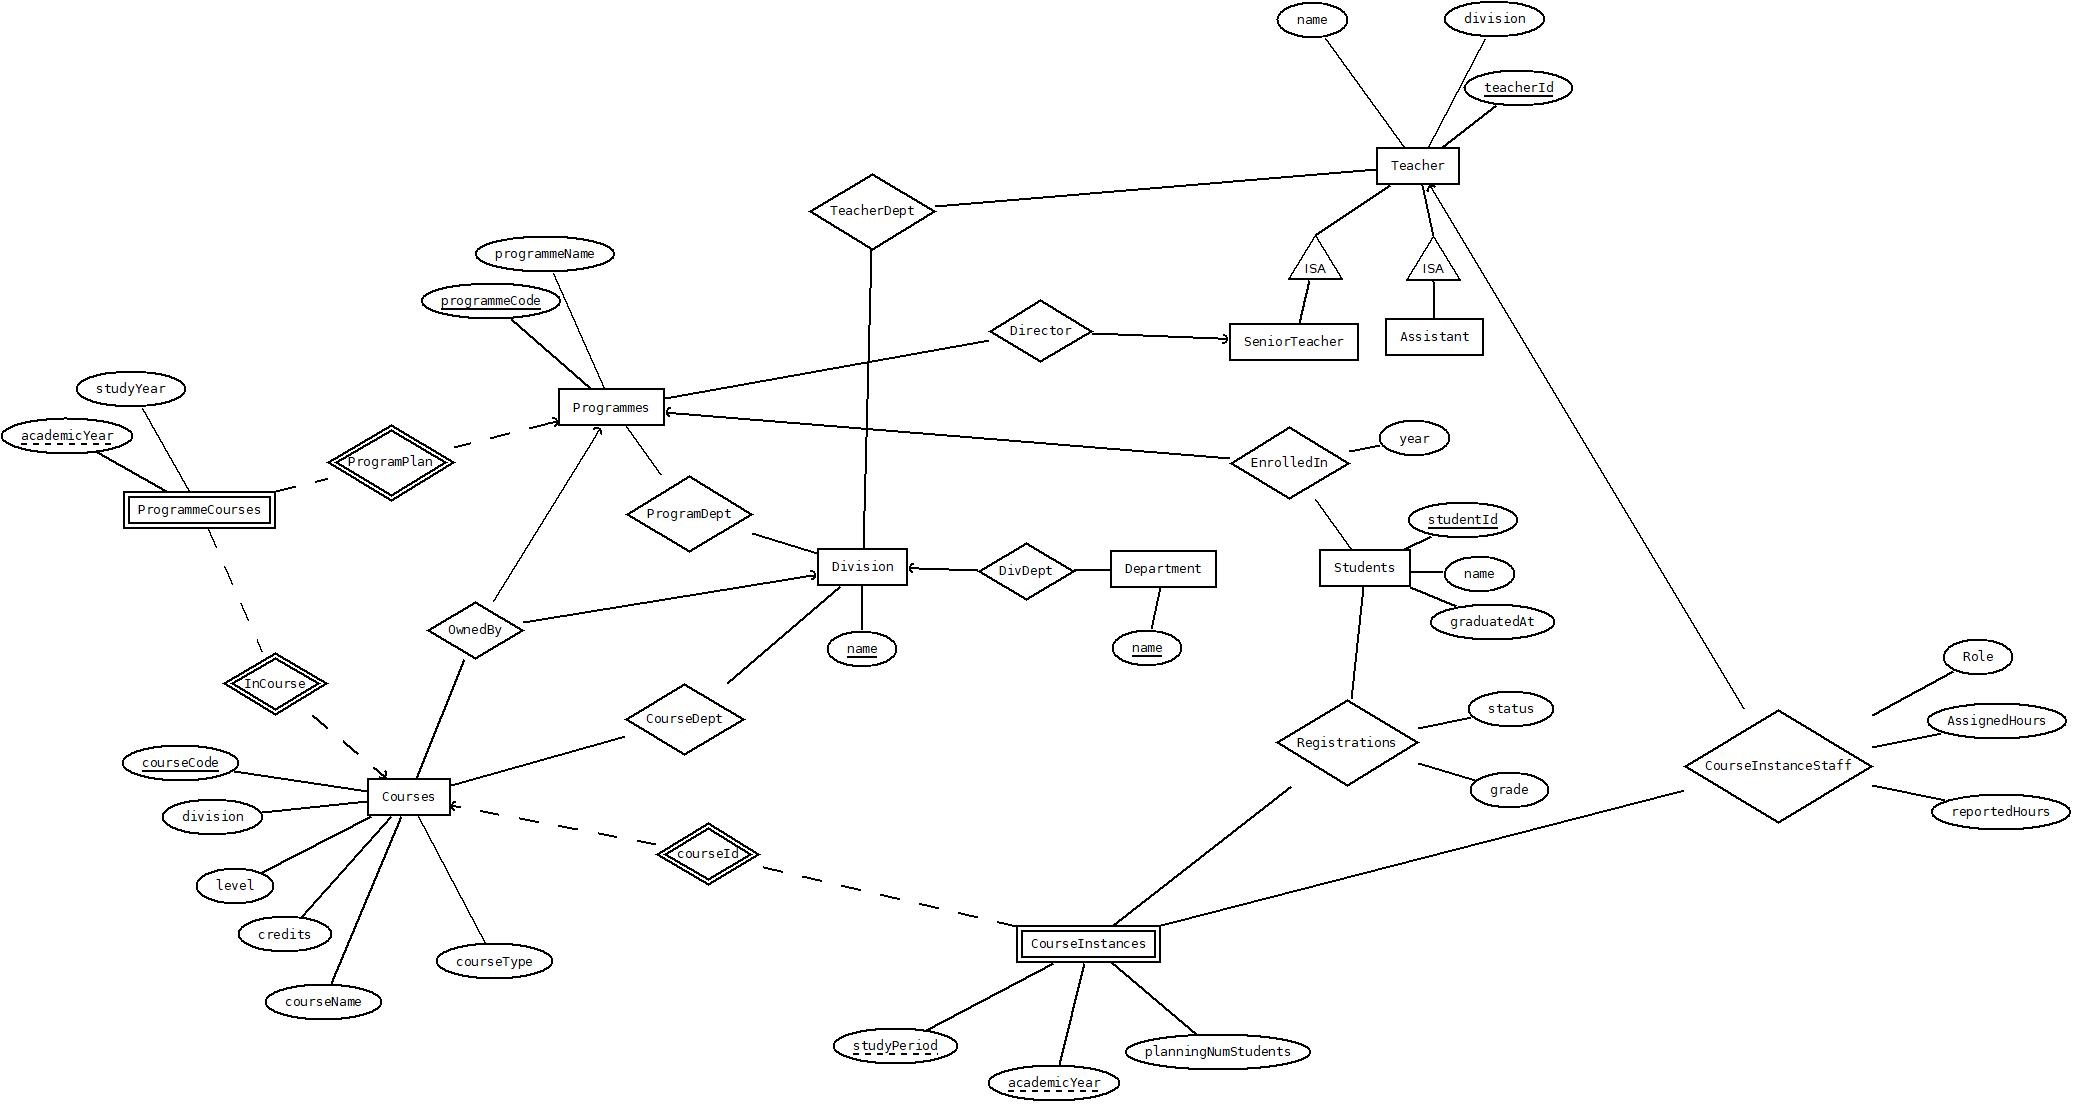 name
division
teacherId
Teacher
TeacherDept
programmeName
ISA
ISA
programmeCode
Director
SeniorTeacher
Assistant
studyYear
Programmes
academicYear
year
ProgramPlan
EnrolledIn
ProgrammeCourses
ProgramDept
studentId
Division
DivDept
Department
Students
name
graduatedAt
OwnedBy
name
name
Role
InCourse
status
CourseDept
AssignedHours
Registrations
courseCode
CourseInstanceStaff
grade
Courses
division
reportedHours
courseId
level
credits
CourseInstances
courseType
courseName
studyPeriod
planningNumStudents
academicYear